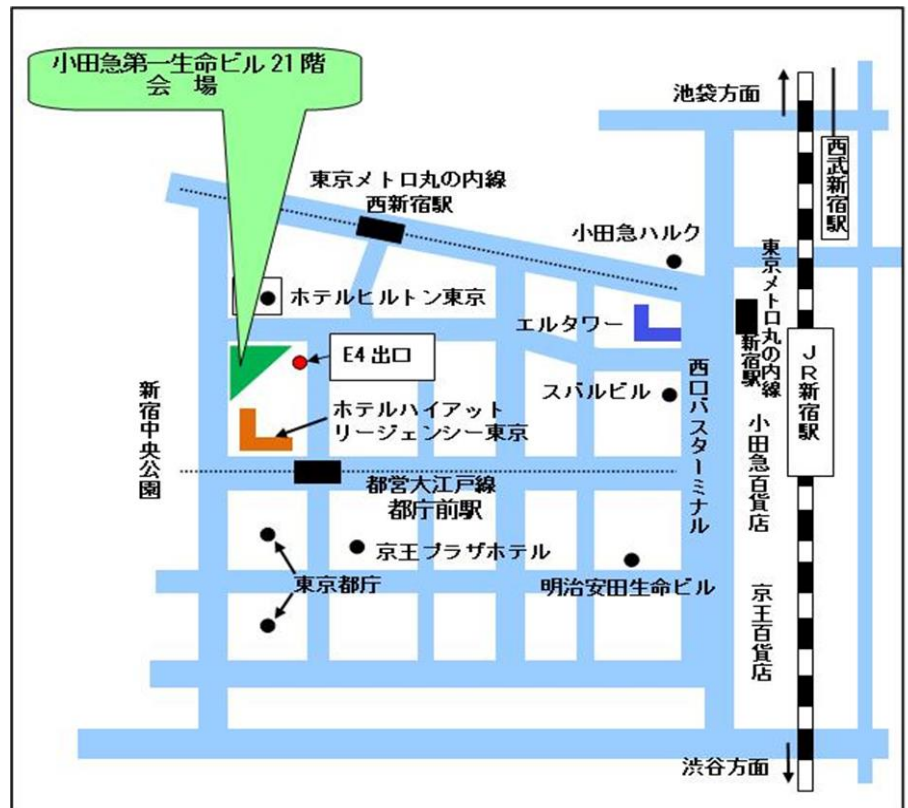 小田急第一生命ビル 21 階
会　場
池袋方面
西武新宿駅
東京メトロ丸の内線
西新宿駅
小田急ハルク
ホテルヒルトン東京
エルタワー
東京メトロ丸の内線
新宿駅
JR新宿駅
E4 出口
スバルビル
西口バスターミナル
小田急百貨店
新宿中央公園
ホテルハイアット
リージェンシー東京
都営大江戸線
都庁前駅
京王プラザホテル
東京都庁
明治安田生命ビル
京王百貨店
渋谷方面